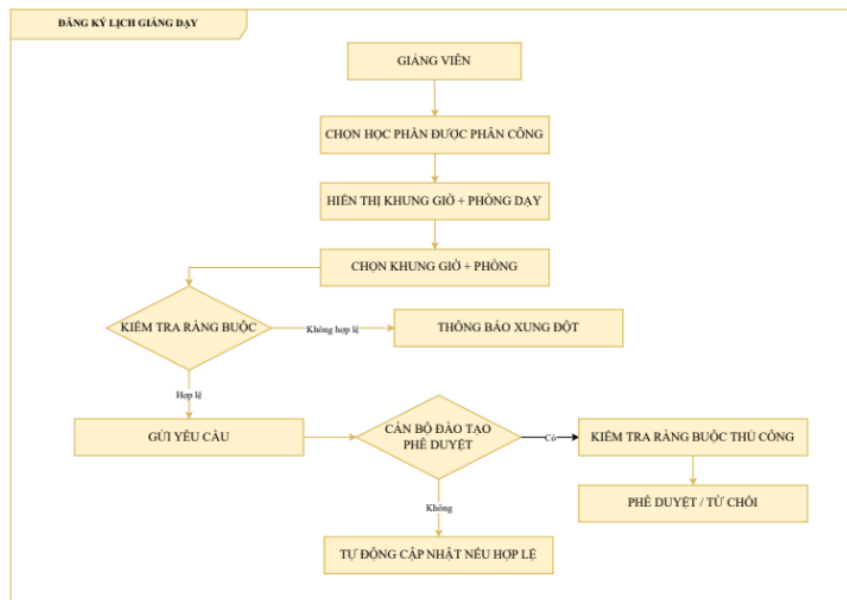 ĐĂNG KÝ LỊCH GIẢNG DẠY
GIẢNG VIÊN
CHỌN HỌC PHẦN ĐƯỢC PHÂN CÔNG
HIỂN THỊ KHUNG GIỜ + PHÒNG DẠY
CHỌN KHUNG GIỜ + PHÒNG
KIỂM TRA RÀNG BUỘC
Không hợp lệ
THÔNG BÁO XUNG ĐỘT
Hợp lệ
GỬI YÊU CẦU
CÁN BỘ ĐÀO TẠO
PHÊ DUYỆT
Có
KIỂM TRA RÀNG BUỘC THỦ CÔNG
PHÊ DUYỆT / TỪ CHỐI
Không
TỰ ĐỘNG CẬP NHẬT NẾU HỢP LỆ